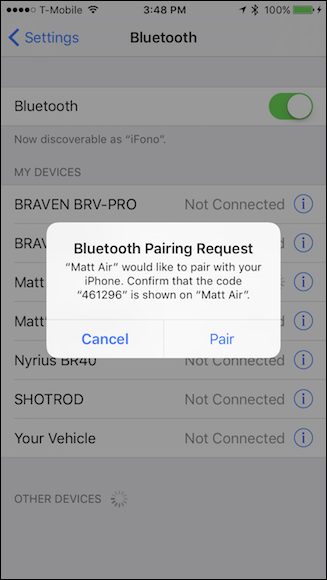 T-Mobile 3:48 PM 100%
Settings Bluetooth
Bluetooth
Now discoverable as “iFono”.
MY DEVICES
BRAVEN BRV-PRO Not Connected
BRAV
Bluetooth Pairing Request
“Matt Air” would like to pair with your
iPhone. Confirm that the code
“461296” is shown on “Matt Air”.
Matt
Matt'
Cancel Pair
Nyrius BR40 Not Connected
SHOTROD Not Connected
Your Vehicle Not Connected
OTHER DEVICES